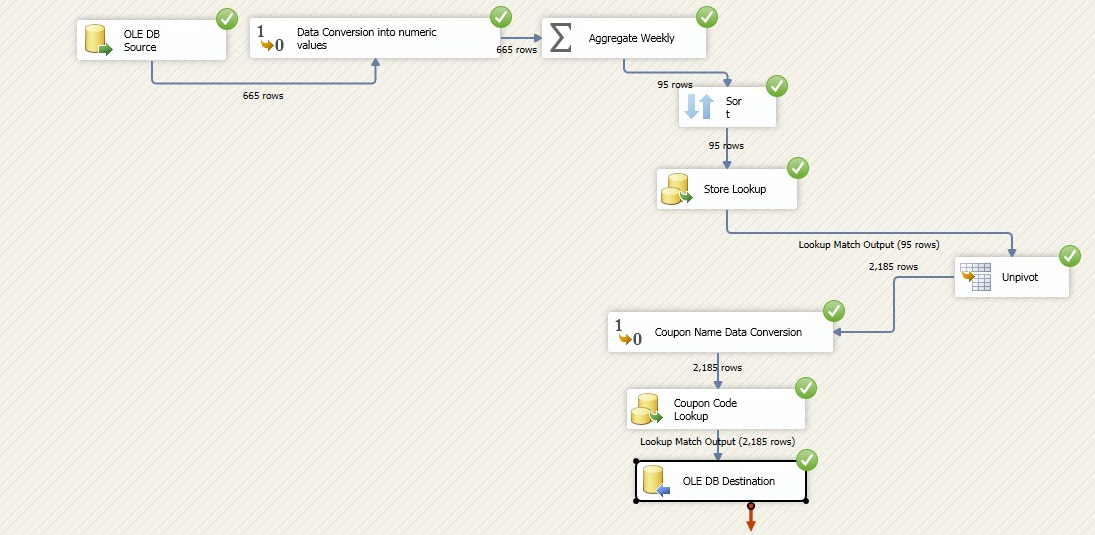 OLE DB
Source
665 rows
1
0
Data Conversion into numeric
values
665 rows
Σ
Aggregate Weekly
95 rows
Sor
t
95 rows
Store Lookup
Lookup Match Output (95 rows)
Unpivot
2,185 rows
1
0
Coupon Name Data Conversion
2,185 rows
Coupon Code
Lookup
Lookup Match Output (2,185 rows)
OLE DB Destination